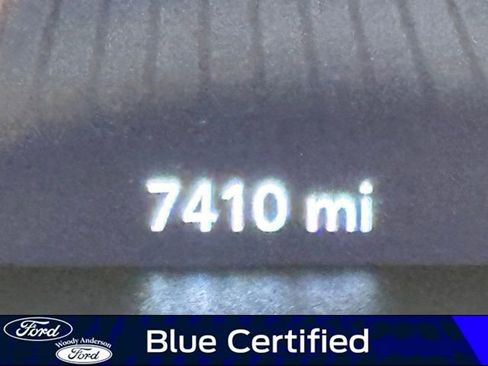 7410 mi
Ford
Woody Anderson
Ford
Blue Certified